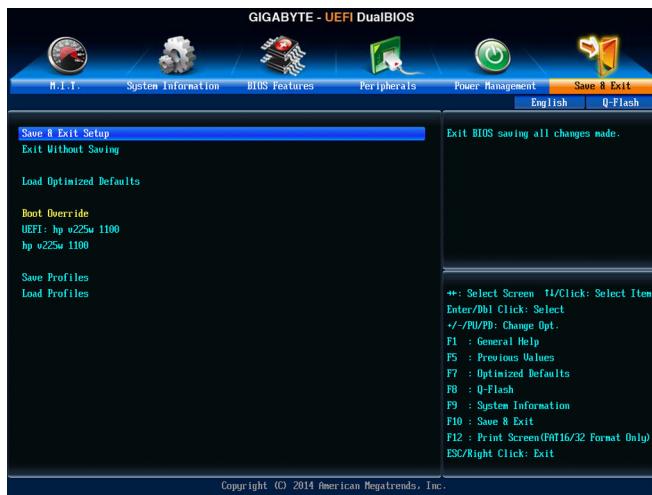 GIGABYTE - UEFI DualBIOS
M.I.T.
System Information
BIOS Features
Peripherals
Power Management
Save & Exit
English
Q-Flash
Save & Exit Setup
Exit Without Saving
Load Optimized Defaults
Boot Override
UEFI: hp v225w 1100
hp v225w 1100
Save Profiles
Load Profiles
Exit BIOS saving all changes made.
→←: Select Screen ↑↓/Click: Select Item
Enter/Dbl Click: Select
+/-/PU/PD: Change Opt.
F1 : General Help
F5 : Previous Values
F7 : Optimized Defaults
F8 : Q-Flash
F9 : System Information
F10 : Save & Exit
F12 : Print Screen(FAT16/32 Format Only)
ESC/Right Click: Exit
Copyright (C) 2014 American Megatrends, Inc.